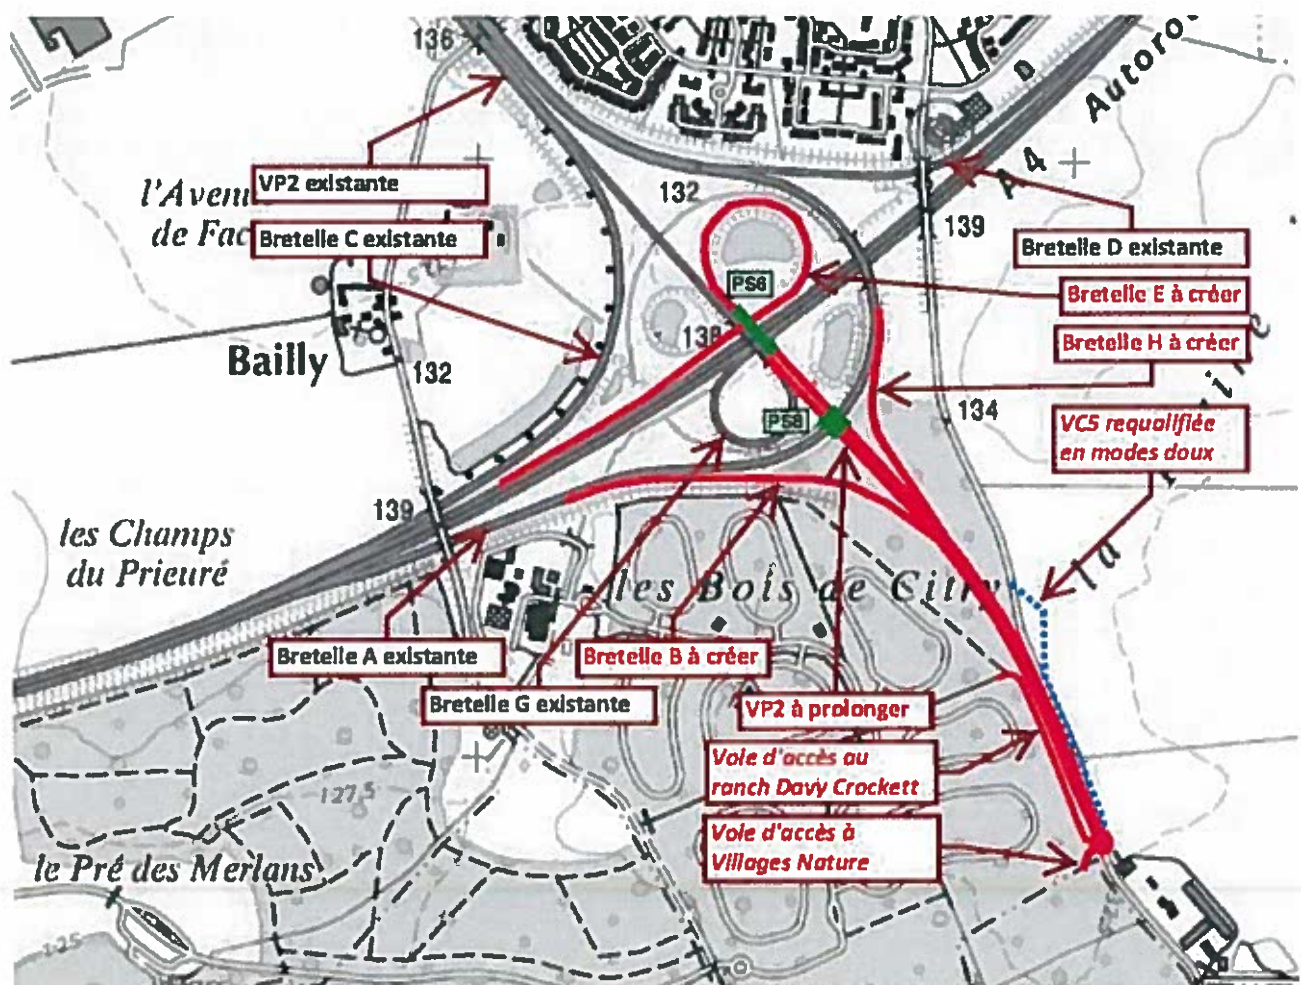 136
Autoro
D
A4
VP2 existante
l'Aven
de Fac
Bretelle C existante
132
139
Bretelle D existante
PS6
Bretelle E à créer
138
Bretelle H à créer
Bailly
132
134
PS8
VC5 requalifiée
en modes doux
139
les Champs
du Prieuré
la
les Bois de Citry
Bretelle A existante
Bretelle B à créer
Bretelle G existante
VP2 à prolonger
Voie d'accès au
ranch Davy Crockett
127,5
Voie d'accès à
Villages Nature
le Pré des Merlans
125